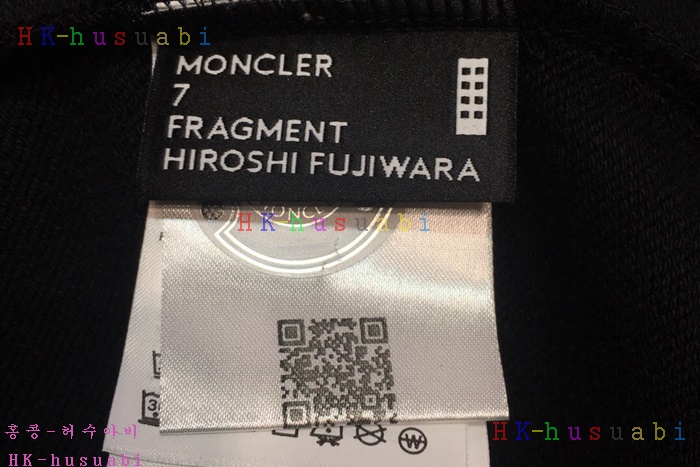 HK-husuabi
MONCLER
7
FRAGMENT
HIROSHI FUJIWARA
HK-husuabi
홍콩-허수아비
HK-husuabi
HK-husuabi